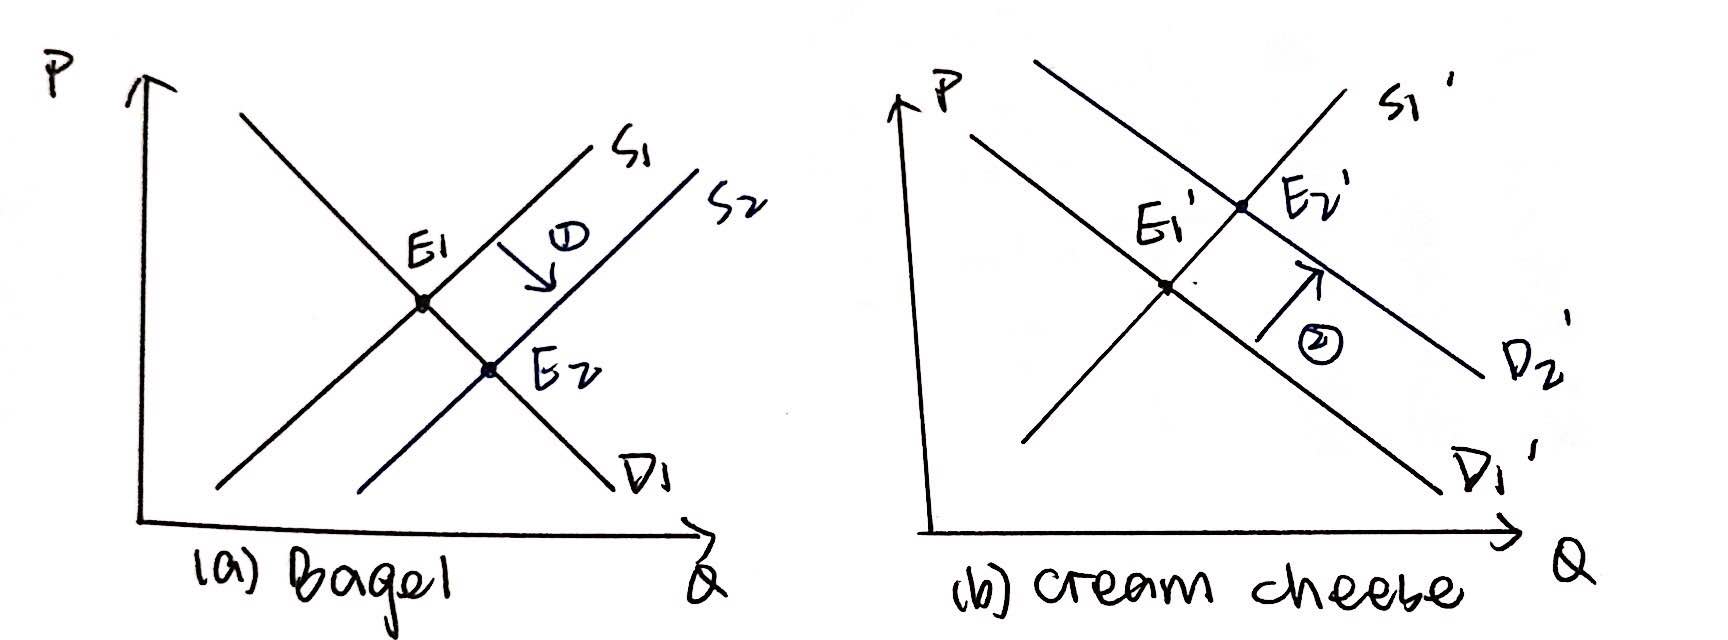 P
S1
S2
①
E1
E2
D1
Q
(a) Bagel
P
S1'
E1'
E2'
②
D2'
D1'
Q
(b) cream cheese